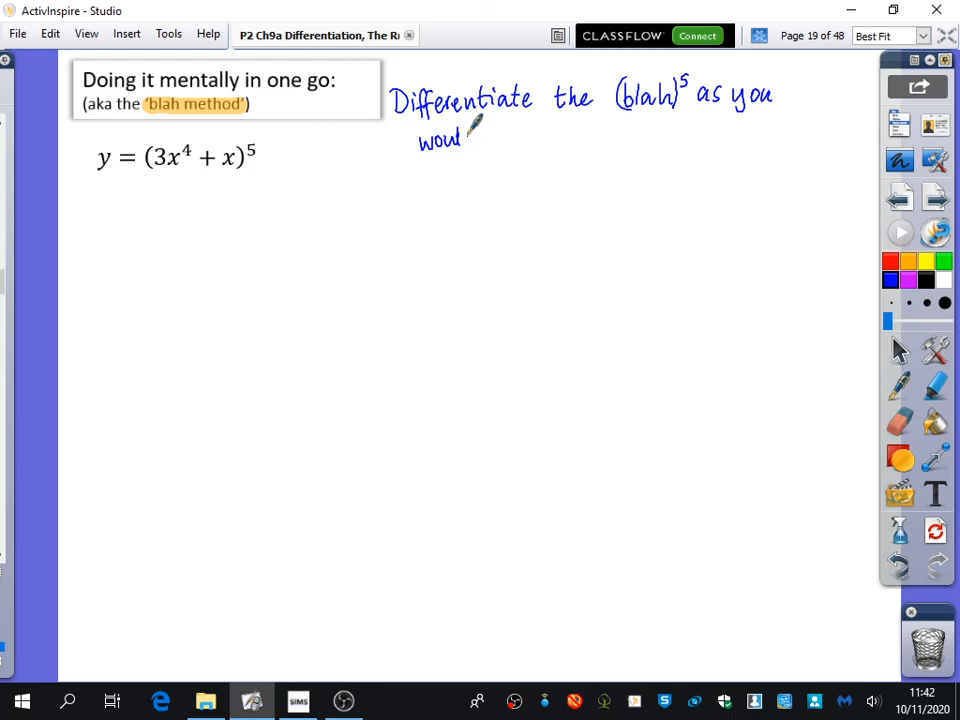 ActivInspire - Studio
File Edit View Insert Tools Help
P2 Ch9a Differentiation, The Ru
CLASSFLOW Connect
Page 19 of 48
Best Fit
Doing it mentally in one go:
(aka the 'blah method')
y = (3x⁴ + x)⁵
Differentiate the (blah)⁵ as you
woul
T
SIMS
11:42
10/11/2020